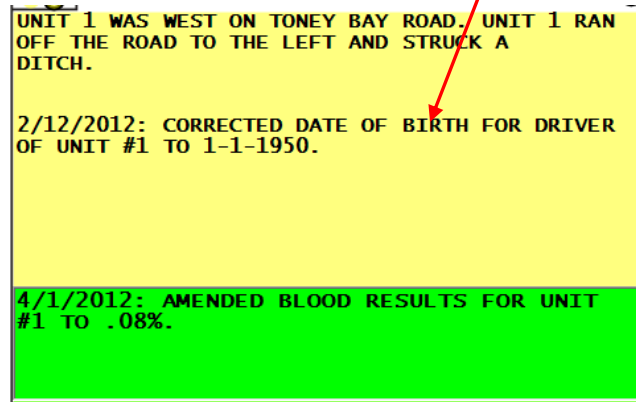 UNIT 1 WAS WEST ON TONEY BAY ROAD. UNIT 1 RAN
OFF THE ROAD TO THE LEFT AND STRUCK A
DITCH.
2/12/2012: CORRECTED DATE OF BIRTH FOR DRIVER
OF UNIT #1 TO 1-1-1950.
4/1/2012: AMENDED BLOOD RESULTS FOR UNIT
#1 TO .08%.